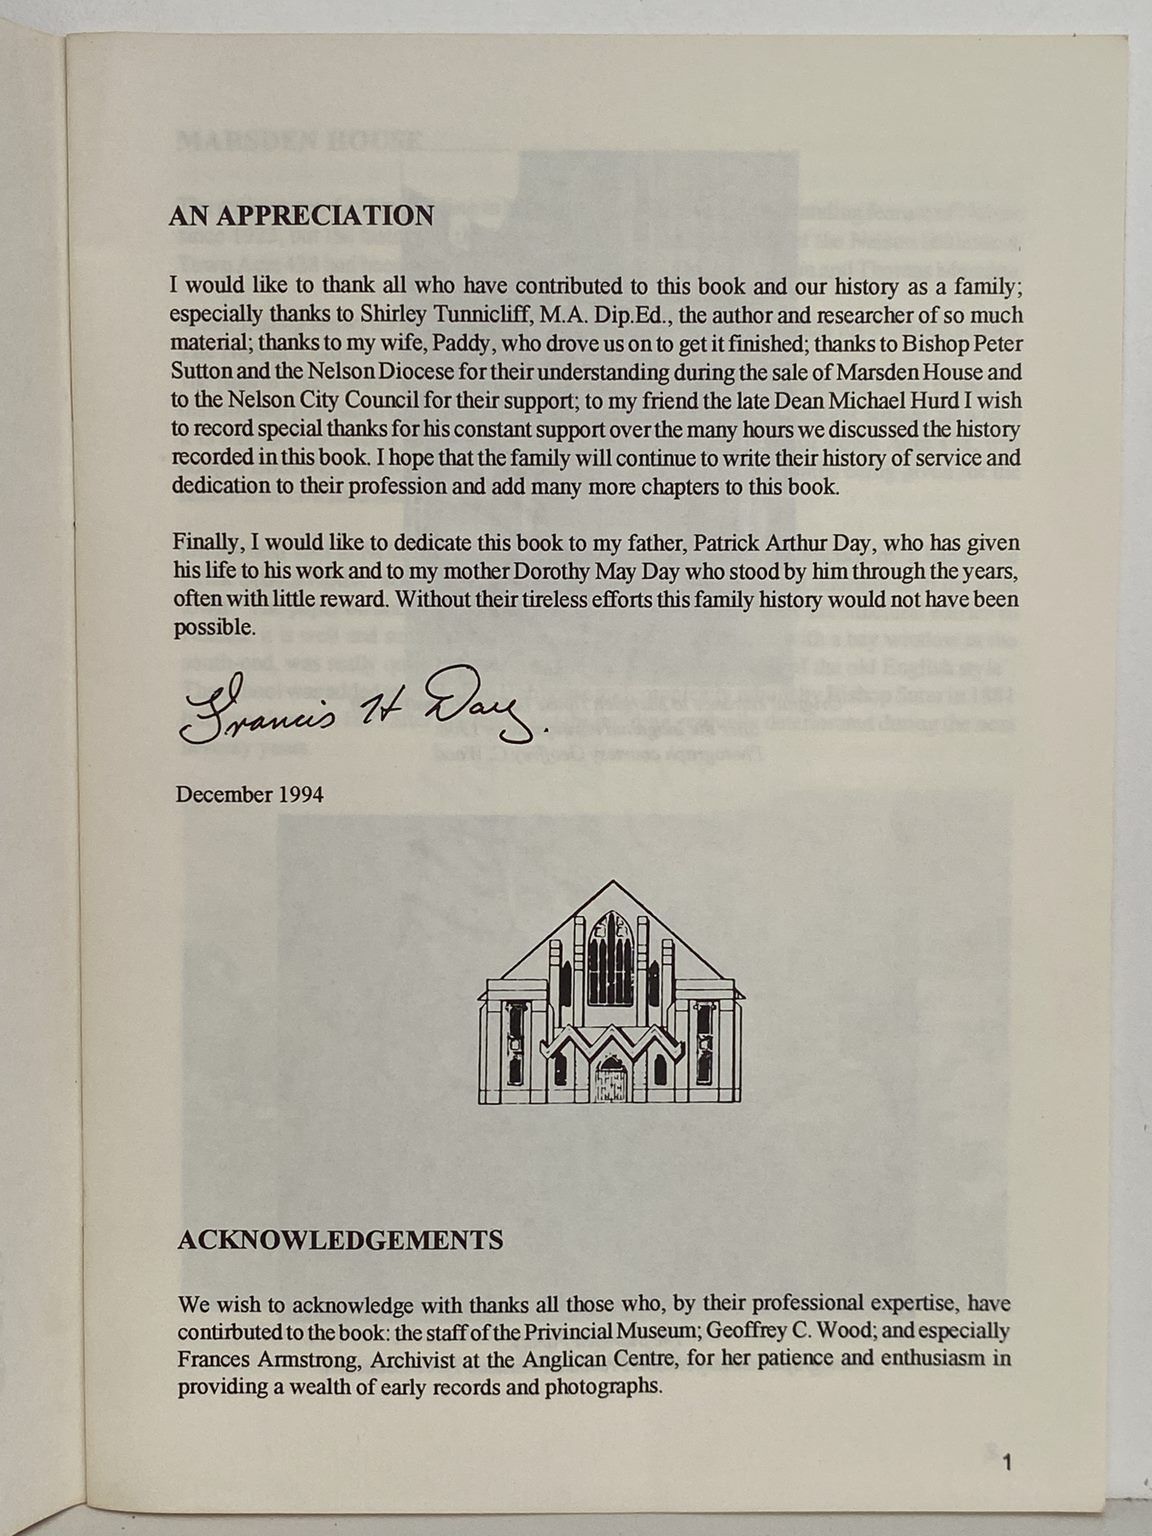 MARSDEN HOUSE
AN APPRECIATION
I would like to thank all who have contributed to this book and our history as a family;
especially thanks to Shirley Tunnicliff, M.A. Dip.Ed., the author and researcher of so much
material; thanks to my wife, Paddy, who drove us on to get it finished; thanks to Bishop Peter
Sutton and the Nelson Diocese for their understanding during the sale of Marsden House and
to the Nelson City Council for their support; to my friend the late Dean Michael Hurd I wish
to record special thanks for his constant support over the many hours we discussed the history
recorded in this book. I hope that the family will continue to write their history of service and
dedication to their profession and add many more chapters to this book.
Finally, I would like to dedicate this book to my father, Patrick Arthur Day, who has given
his life to his work and to my mother Dorothy May Day who stood by him through the years,
often with little reward. Without their tireless efforts this family history would not have been
possible.
Francis H Day.
December 1994
ACKNOWLEDGEMENTS
We wish to acknowledge with thanks all those who, by their professional expertise, have
contirbuted to the book: the staff of the Privincial Museum; Geoffrey C. Wood; and especially
Frances Armstrong, Archivist at the Anglican Centre, for her patience and enthusiasm in
providing a wealth of early records and photographs.
1